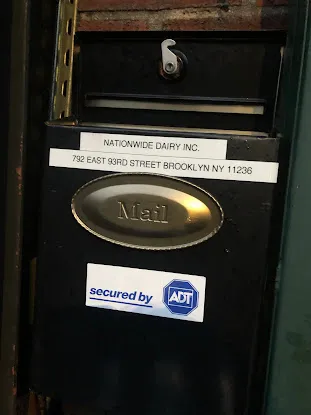 NATIONWIDE DAIRY INC.
792 EAST 93RD STREET BROOKLYN NY 11236
Mail
secured by ADT